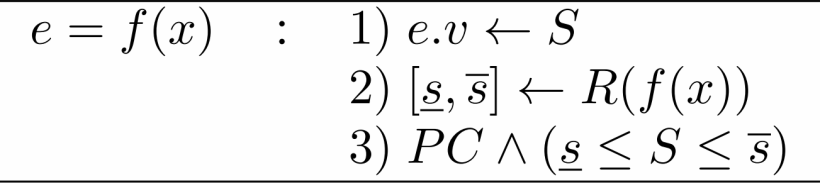 e = f(x) : 1) e.v ← S
2) [s̲, s̅] ← R(f(x))
3) PC ∧ (s̲ ≤ S ≤ s̅)